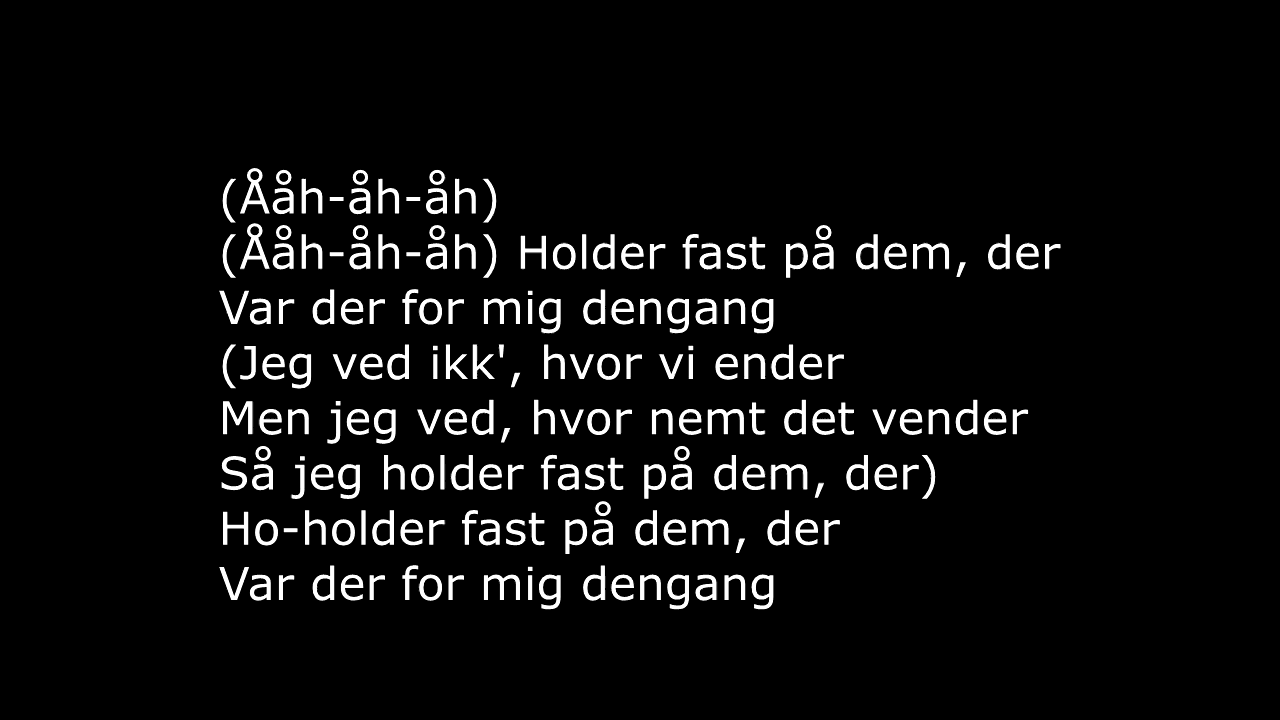 (Ååh-åh-åh)
(Ååh-åh-åh) Holder fast på dem, der
Var der for mig dengang
(Jeg ved ikk', hvor vi ender
Men jeg ved, hvor nemt det vender
Så jeg holder fast på dem, der)
Ho-holder fast på dem, der
Var der for mig dengang